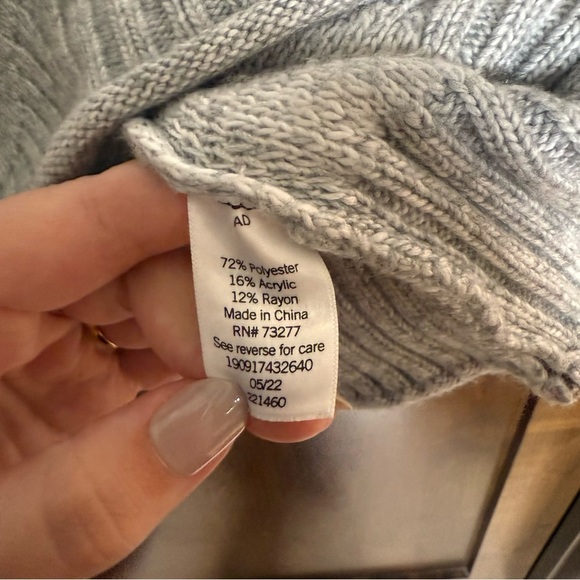 AD
72% Polyester
16% Acrylic
12% Rayon
Made in China
RN# 73277
See reverse for care
190917432640
05/22
221460